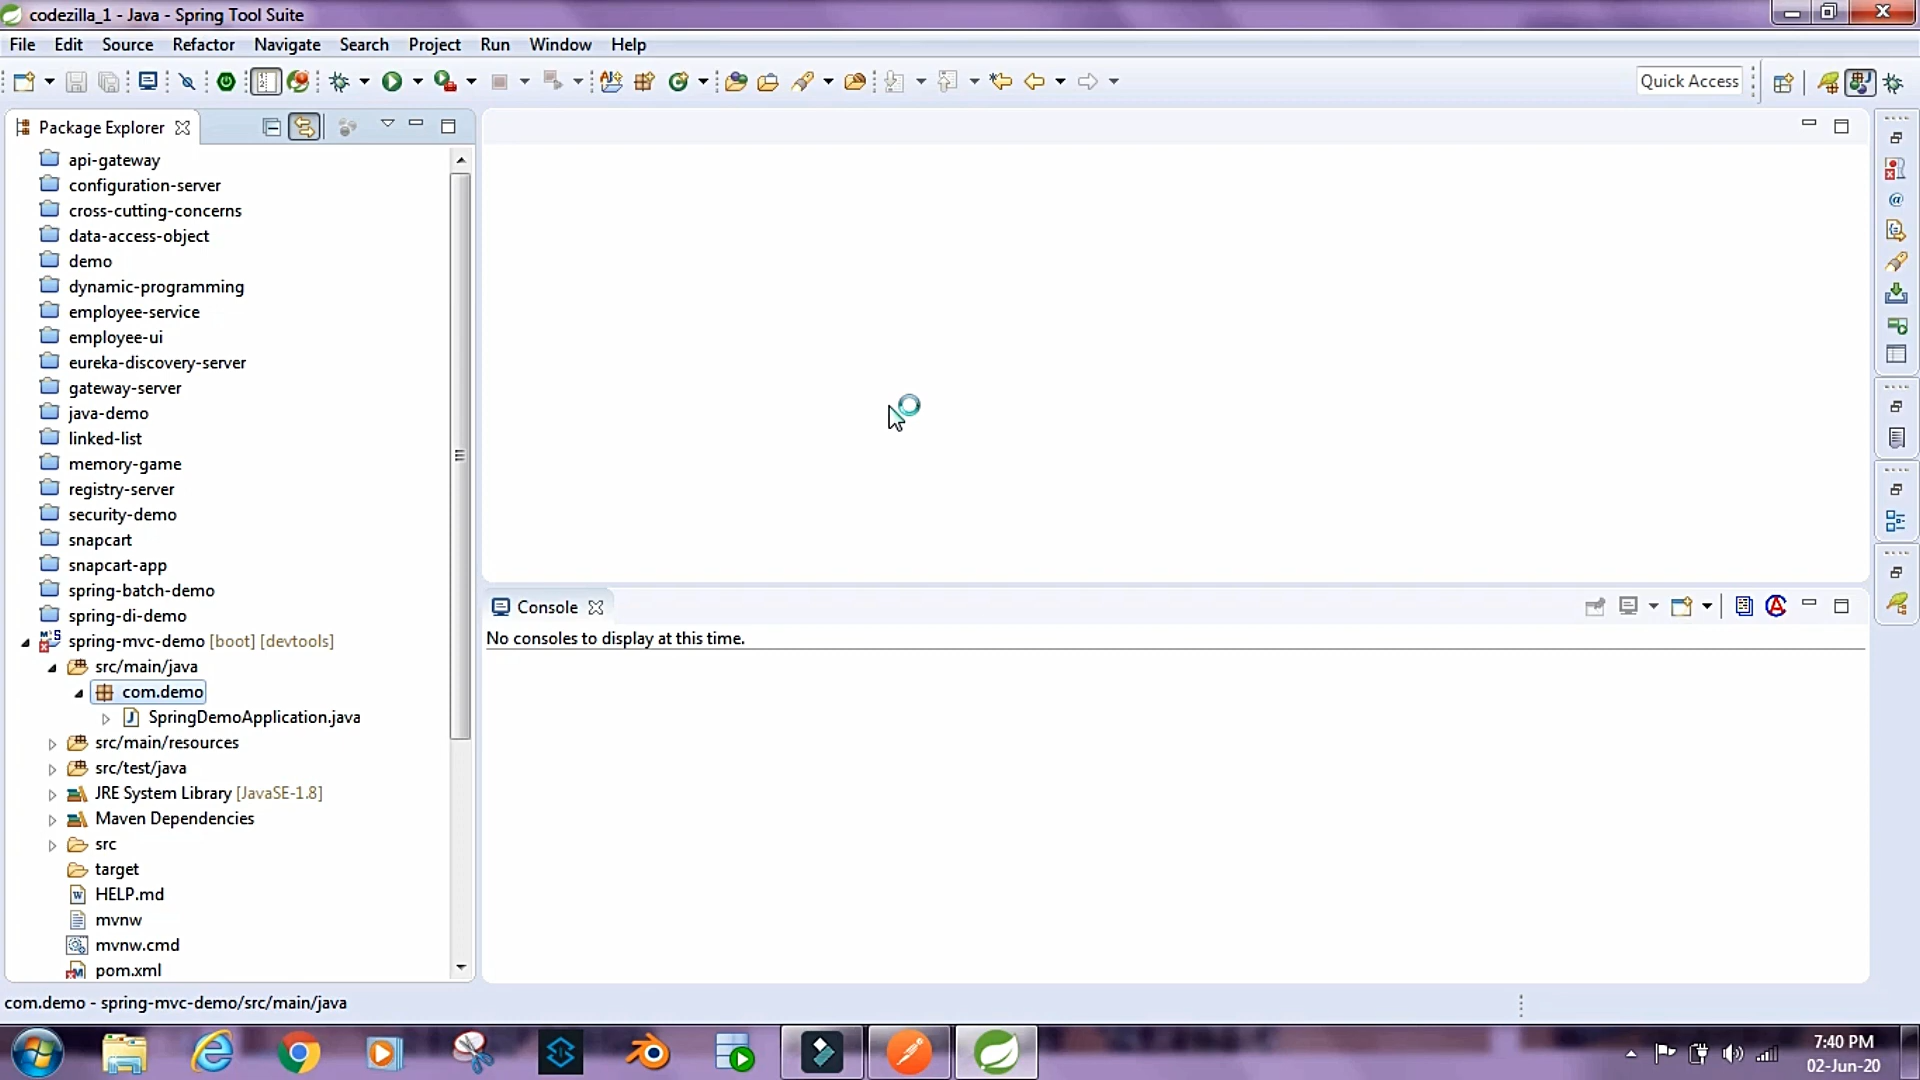 codezilla_1 - Java - Spring Tool Suite
File Edit Source Refactor Navigate Search Project Run Window Help
Quick Access
Package Explorer
api-gateway
configuration-server
cross-cutting-concerns
data-access-object
demo
dynamic-programming
employee-service
employee-ui
eureka-discovery-server
gateway-server
java-demo
linked-list
memory-game
registry-server
security-demo
snapcart
snapcart-app
spring-batch-demo
spring-di-demo
spring-mvc-demo [boot] [devtools]
src/main/java
com.demo
SpringDemoApplication.java
src/main/resources
src/test/java
JRE System Library [JavaSE-1.8]
Maven Dependencies
src
target
HELP.md
mvnw
mvnw.cmd
pom.xml
Console
No consoles to display at this time.
com.demo - spring-mvc-demo/src/main/java
7:40 PM
02-Jun-20